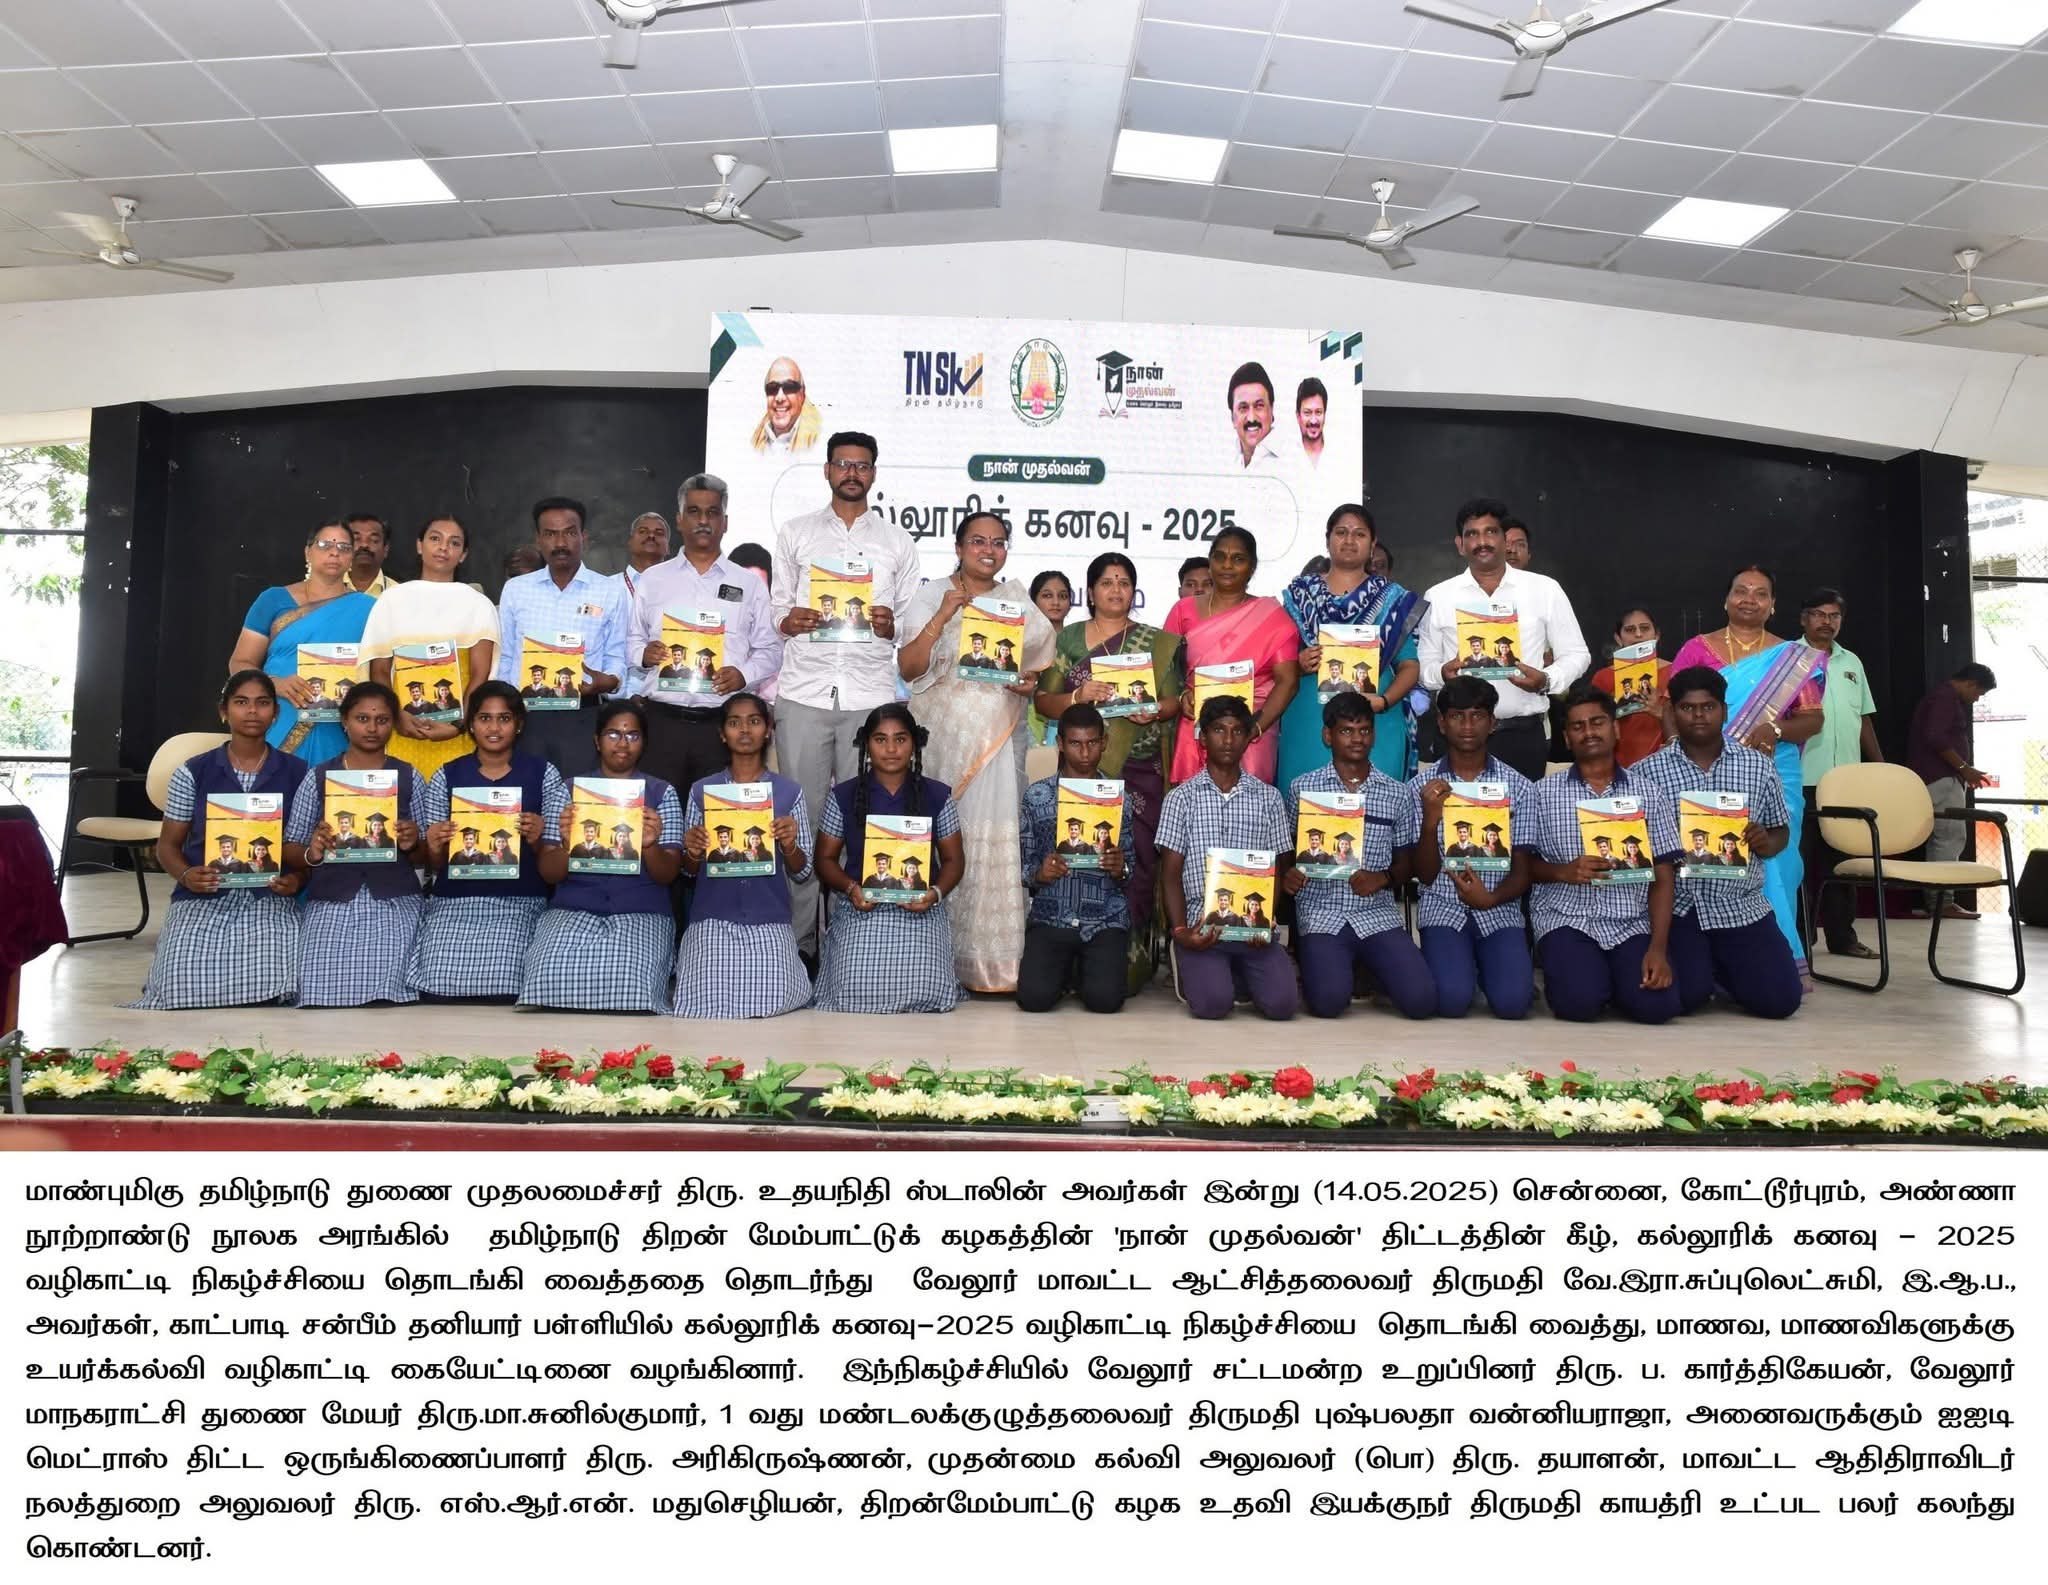 TN Skill
திறன் தமிழ்நாடு
நான்
முதல்வன்
நான் முதல்வன்
கல்லூரிக் கனவு - 2025
மாண்புமிகு தமிழ்நாடு துணை முதலமைச்சர் திரு. உதயநிதி ஸ்டாலின் அவர்கள் இன்று (14.05.2025) சென்னை, கோட்டூர்புரம், அண்ணா
நூற்றாண்டு நூலக அரங்கில் தமிழ்நாடு திறன் மேம்பாட்டுக் கழகத்தின் 'நான் முதல்வன்' திட்டத்தின் கீழ், கல்லூரிக் கனவு – 2025
வழிகாட்டி நிகழ்ச்சியை தொடங்கி வைத்ததை தொடர்ந்து வேலூர் மாவட்ட ஆட்சித்தலைவர் திருமதி வே.இரா.சுப்புலெட்சுமி, இ.ஆ.ப.,
அவர்கள், காட்பாடி சன்பீம் தனியார் பள்ளியில் கல்லூரிக் கனவு–2025 வழிகாட்டி நிகழ்ச்சியை தொடங்கி வைத்து, மாணவ, மாணவிகளுக்கு
உயர்க்கல்வி வழிகாட்டி கையேட்டினை வழங்கினார். இந்நிகழ்ச்சியில் வேலூர் சட்டமன்ற உறுப்பினர் திரு. ப. கார்த்திகேயன், வேலூர்
மாநகராட்சி துணை மேயர் திரு.மா.சுனில்குமார், 1 வது மண்டலக்குழுத்தலைவர் திருமதி புஷ்பலதா வன்னியராஜா, அனைவருக்கும் ஐஐடி
மெட்ராஸ் திட்ட ஒருங்கிணைப்பாளர் திரு. அரிகிருஷ்ணன், முதன்மை கல்வி அலுவலர் (பொ) திரு. தயாளன், மாவட்ட ஆதிதிராவிடர்
நலத்துறை அலுவலர் திரு. எஸ்.ஆர்.என். மதுசெழியன், திறன்மேம்பாட்டு கழக உதவி இயக்குநர் திருமதி காயத்ரி உட்பட பலர் கலந்து
கொண்டனர்.